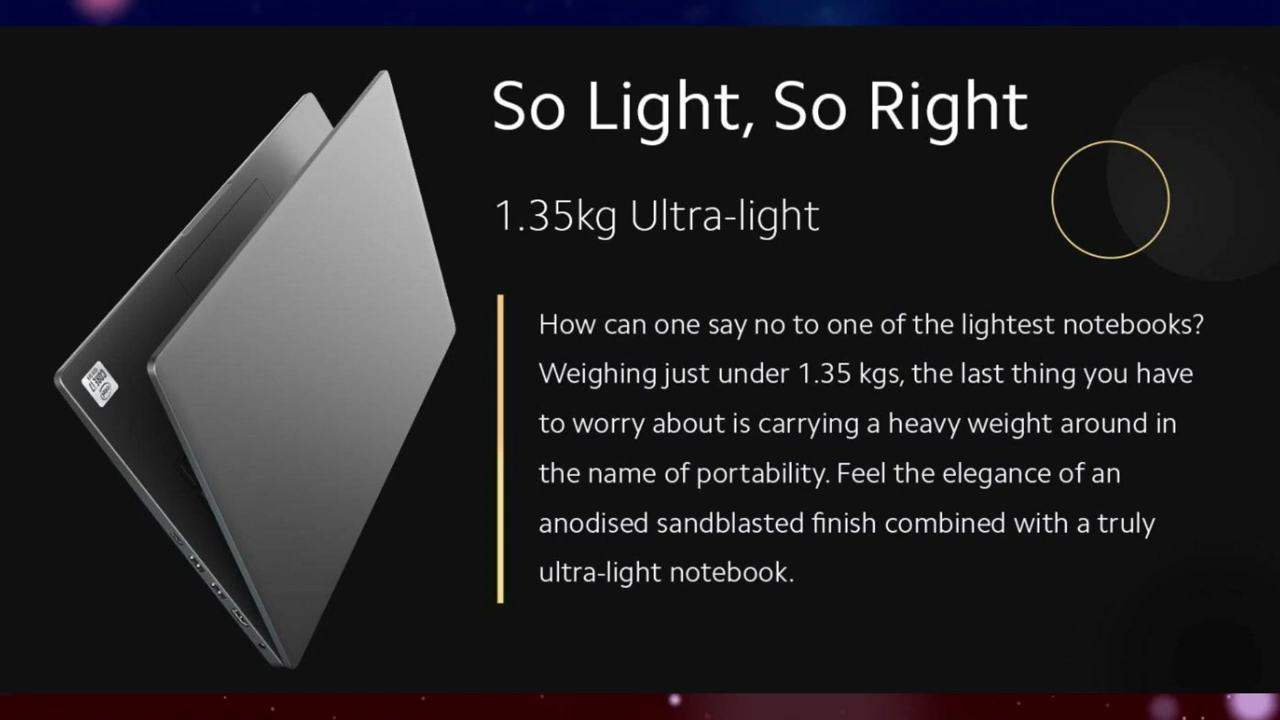 So Light, So Right
1.35kg Ultra-light
How can one say no to one of the lightest notebooks?
Weighing just under 1.35 kgs, the last thing you have
to worry about is carrying a heavy weight around in
the name of portability. Feel the elegance of an
anodised sandblasted finish combined with a truly
ultra-light notebook.
CORE i7